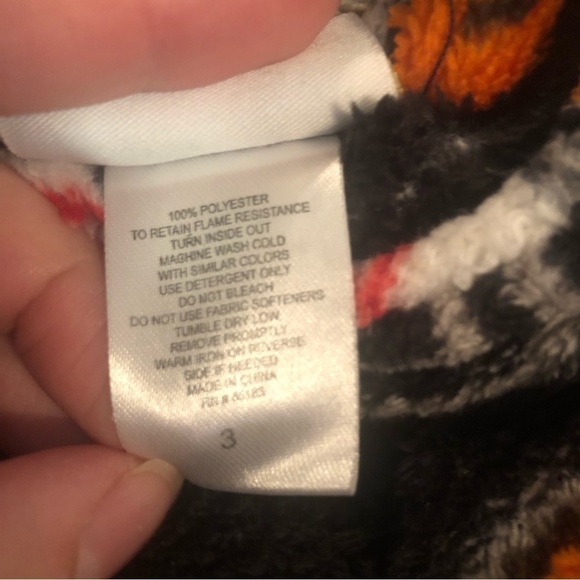 100% POLYESTER
TO RETAIN FLAME RESISTANCE
TURN INSIDE OUT
MACHINE WASH COLD
WITH SIMILAR COLORS
USE DETERGENT ONLY
DO NOT BLEACH
DO NOT USE FABRIC SOFTENERS
TUMBLE DRY LOW
REMOVE PROMPTLY
WARM IRON ON REVERSE
SIDE IF NEEDED
MADE IN CHINA
RN #
3